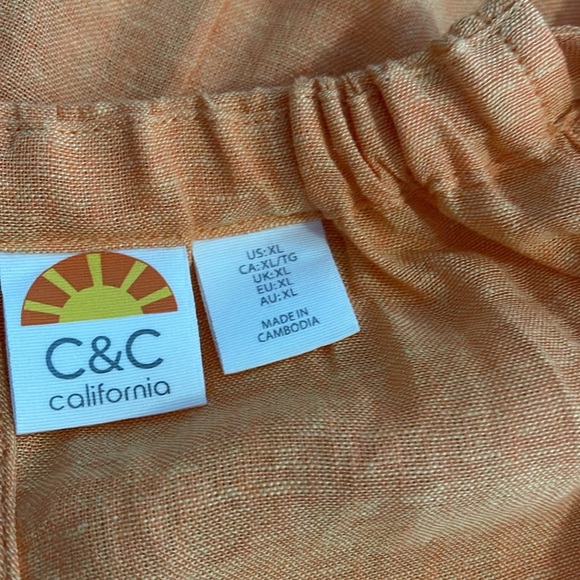 C&C
california
US:XL
CA:XL/TG
UK:XL
EU:XL
AU:XL
MADE IN
CAMBODIA